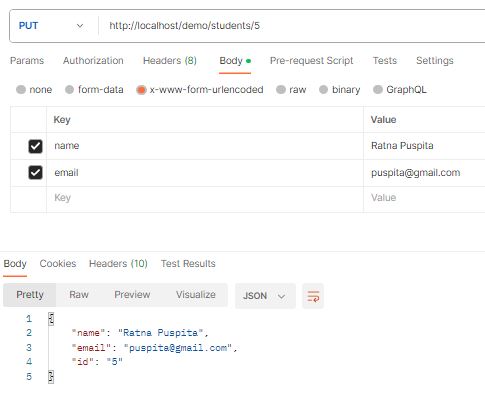 PUT http://localhost/demo/students/5
Params Authorization Headers (8) Body Pre-request Script Tests Settings
none form-data x-www-form-urlencoded raw binary GraphQL
Key Value
name Ratna Puspita
email puspita@gmail.com
Key Value
Body Cookies Headers (10) Test Results
Pretty Raw Preview Visualize JSON
1 {
2 "name": "Ratna Puspita",
3 "email": "puspita@gmail.com",
4 "id": "5"
5 }